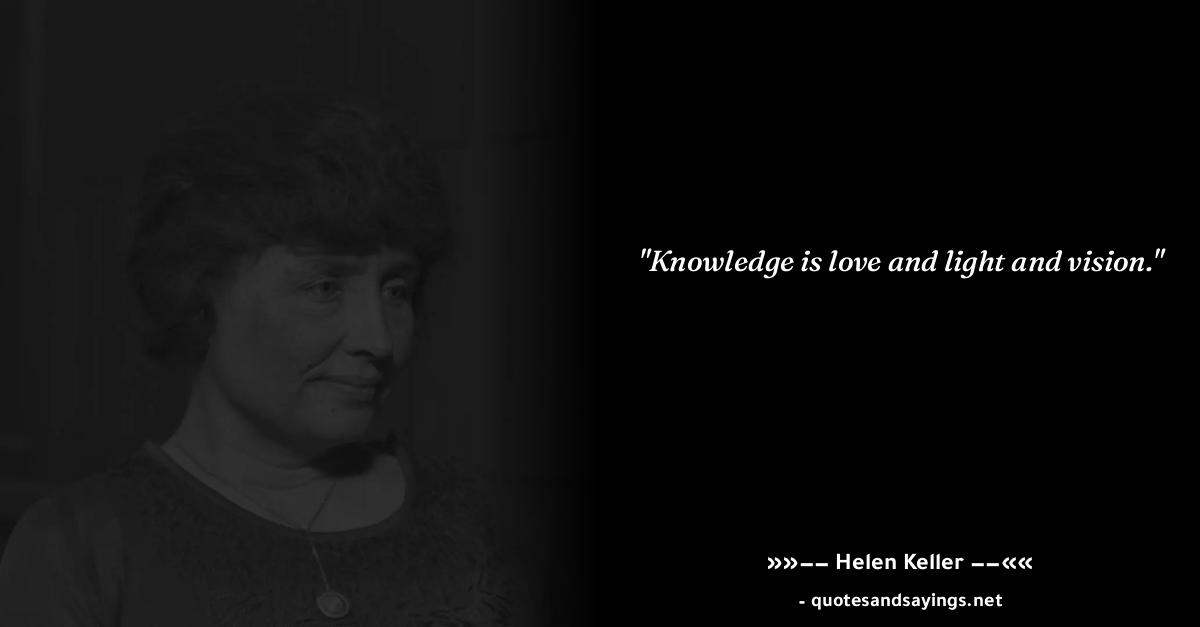 "Knowledge is love and light and vision."
»»–– Helen Keller ––««
- quotesandsayings.net